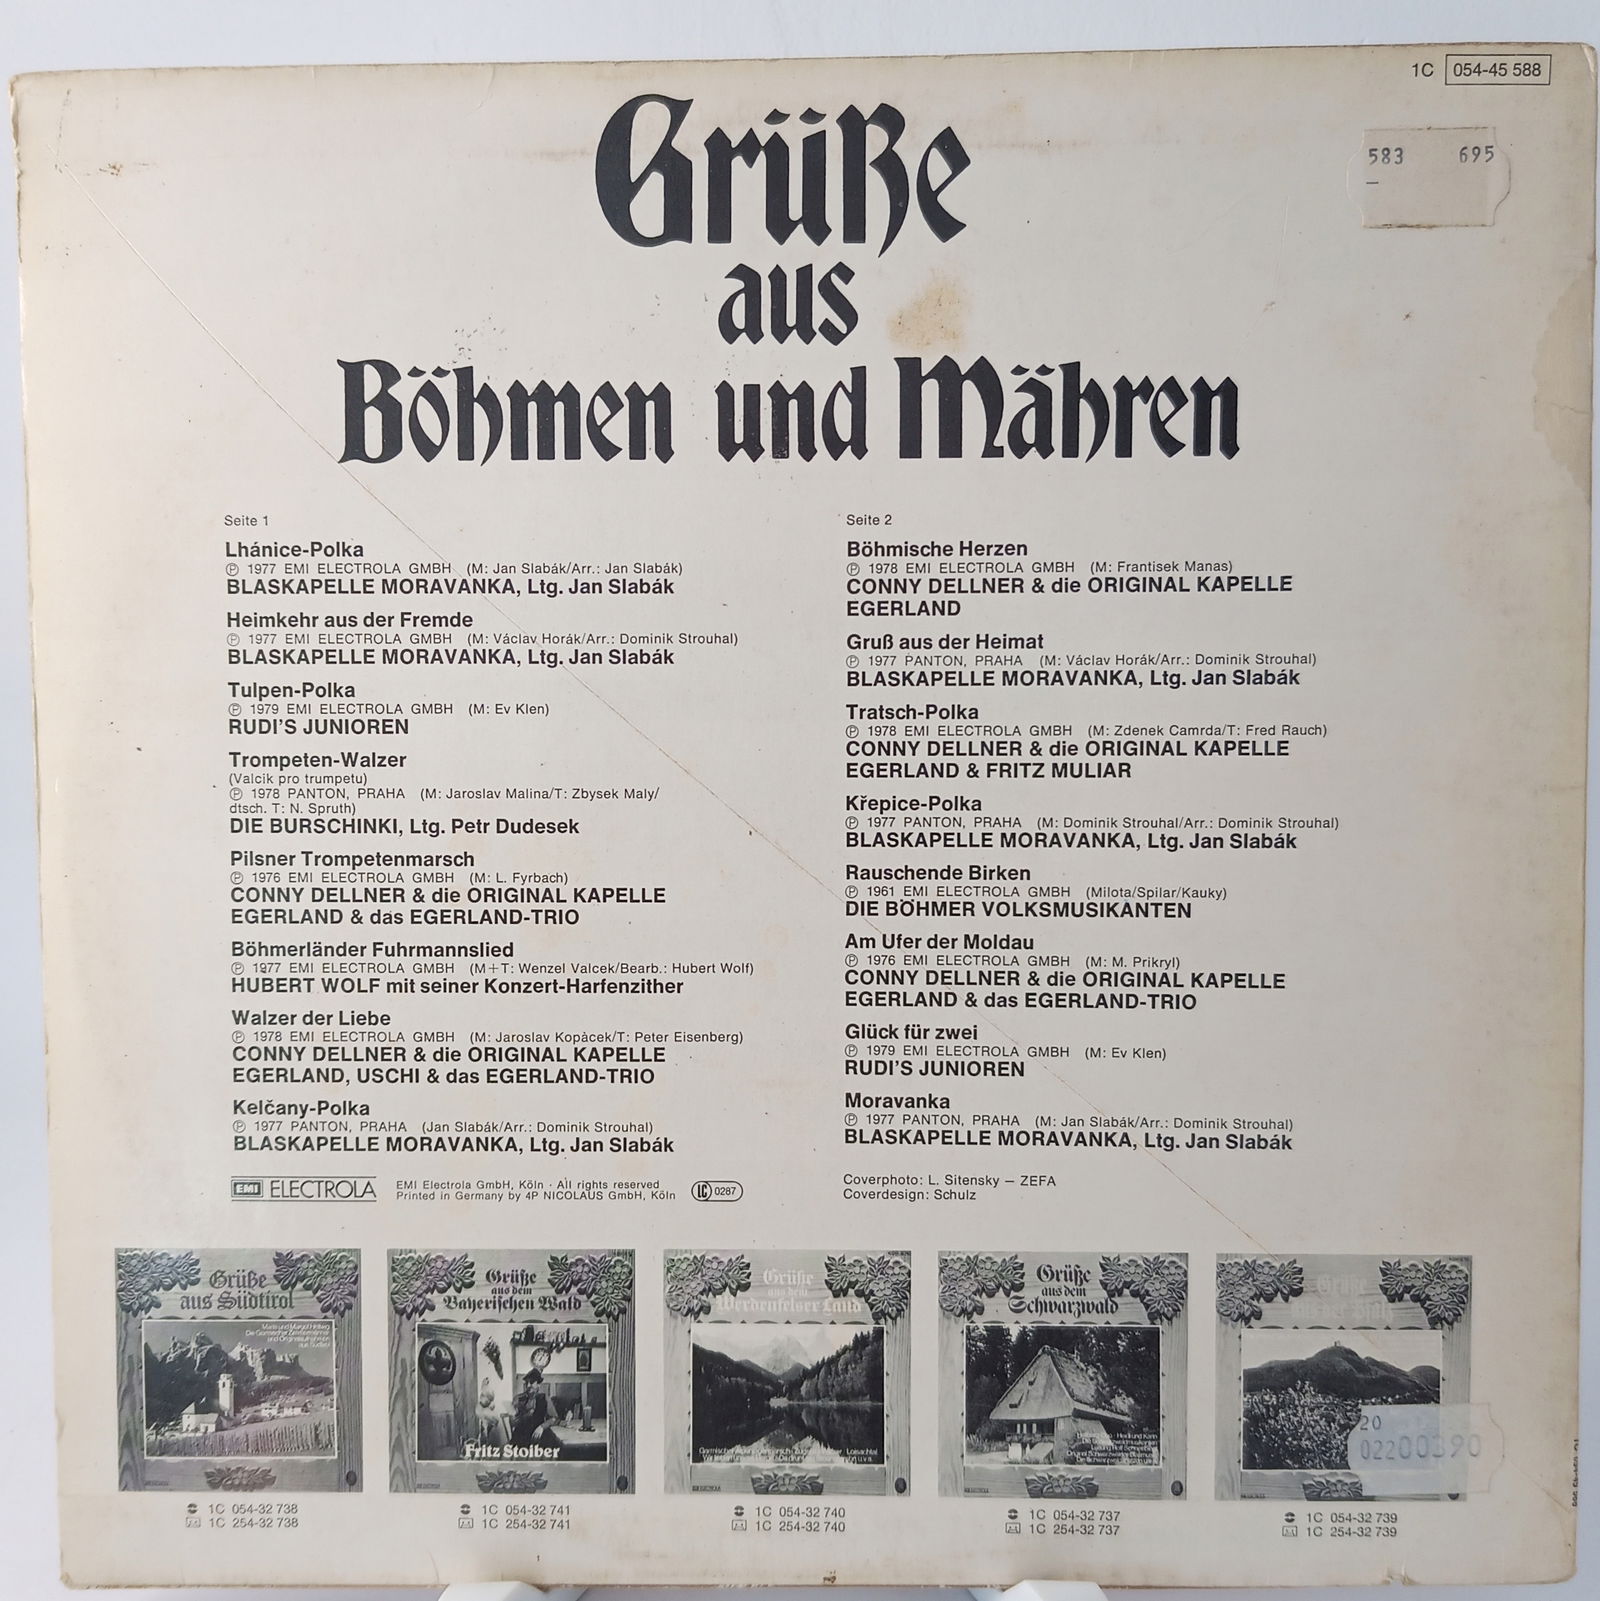 1C 054-45 588
583 695
Grüße
aus
Böhmen und Mähren
Seite 1
Lhánice-Polka
Ⓟ 1977 EMI ELECTROLA GMBH (M: Jan Slabák/Arr.: Jan Slabák)
BLASKAPELLE MORAVANKA, Ltg. Jan Slabák
Heimkehr aus der Fremde
Ⓟ 1977 EMI ELECTROLA GMBH (M: Václav Horák/Arr.: Dominik Strouhal)
BLASKAPELLE MORAVANKA, Ltg. Jan Slabák
Tulpen-Polka
Ⓟ 1979 EMI ELECTROLA GMBH (M: Ev Klen)
RUDI'S JUNIOREN
Trompeten-Walzer
(Valcik pro trumpetu)
Ⓟ 1978 PANTON, PRAHA (M: Jaroslav Malina/T: Zbysek Maly/
dtsch. T: N. Spruth)
DIE BURSCHINKI, Ltg. Petr Dudesek
Pilsner Trompetenmarsch
Ⓟ 1976 EMI ELECTROLA GMBH (M: L. Fyrbach)
CONNY DELLNER & die ORIGINAL KAPELLE
EGERLAND & das EGERLAND-TRIO
Böhmerländer Fuhrmannslied
Ⓟ 1977 EMI ELECTROLA GMBH (M+T: Wenzel Valcek/Bearb.: Hubert Wolf)
HUBERT WOLF mit seiner Konzert-Harfenzither
Walzer der Liebe
Ⓟ 1978 EMI ELECTROLA GMBH (M: Jaroslav Kopàcek/T: Peter Eisenberg)
CONNY DELLNER & die ORIGINAL KAPELLE
EGERLAND, USCHI & das EGERLAND-TRIO
Kelčany-Polka
Ⓟ 1977 PANTON, PRAHA (Jan Slabák/Arr.: Dominik Strouhal)
BLASKAPELLE MORAVANKA, Ltg. Jan Slabák
Seite 2
Böhmische Herzen
Ⓟ 1978 EMI ELECTROLA GMBH (M: Frantisek Manas)
CONNY DELLNER & die ORIGINAL KAPELLE
EGERLAND
Gruß aus der Heimat
Ⓟ 1977 PANTON, PRAHA (M: Václav Horák/Arr.: Dominik Strouhal)
BLASKAPELLE MORAVANKA, Ltg. Jan Slabák
Tratsch-Polka
Ⓟ 1978 EMI ELECTROLA GMBH (M: Zdenek Camrda/T: Fred Rauch)
CONNY DELLNER & die ORIGINAL KAPELLE
EGERLAND & FRITZ MULIAR
Křepice-Polka
Ⓟ 1977 PANTON, PRAHA (M: Dominik Strouhal/Arr.: Dominik Strouhal)
BLASKAPELLE MORAVANKA, Ltg. Jan Slabák
Rauschende Birken
Ⓟ 1961 EMI ELECTROLA GMBH (Milota/Spilar/Kauky)
DIE BÖHMER VOLKSMUSIKANTEN
Am Ufer der Moldau
Ⓟ 1976 EMI ELECTROLA GMBH (M: M. Prikryl)
CONNY DELLNER & die ORIGINAL KAPELLE
EGERLAND & das EGERLAND-TRIO
Glück für zwei
Ⓟ 1979 EMI ELECTROLA GMBH (M: Ev Klen)
RUDI'S JUNIOREN
Moravanka
Ⓟ 1977 PANTON, PRAHA (M: Jan Slabák/Arr.: Dominik Strouhal)
BLASKAPELLE MORAVANKA, Ltg. Jan Slabák
EMI ELECTROLA
EMI Electrola GmbH, Köln · All rights reserved
Printed in Germany by 4P NICOLAUS GmbH, Köln
LC 0287
Coverphoto: L. Sitensky – ZEFA
Coverdesign: Schulz
Grüße
aus Südtirol
Grüße
aus dem
Bayerischen Wald
Fritz Stoiber
Grüße
aus dem
Werdenfelser Land
Grüße
aus dem
Schwarzwald
Grüße
aus der Pfalz
20
02200390
1C 054-32 738
1C 254-32 738
1C 054-32 741
1C 254-32 741
1C 054-32 740
1C 254-32 740
1C 054-32 737
1C 254-32 737
1C 054-32 739
1C 254-32 739